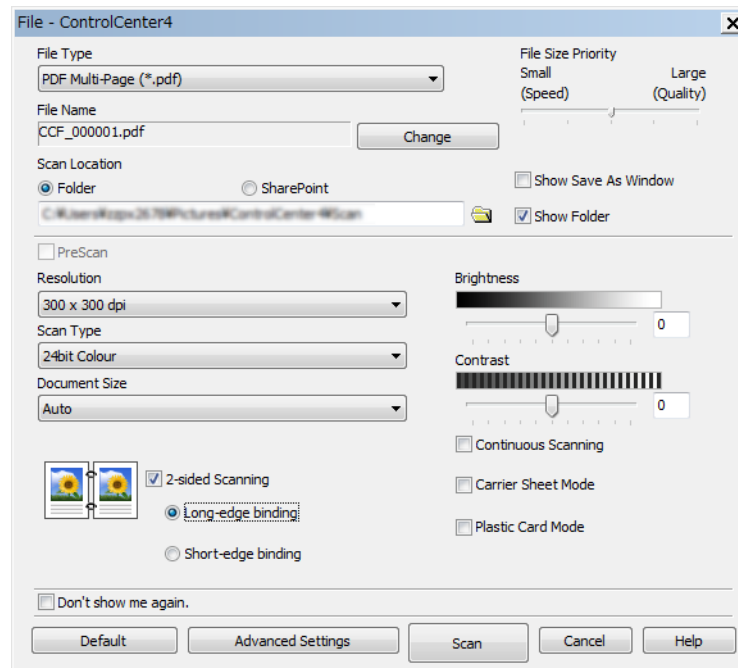 File - ControlCenter4
File Type
PDF Multi-Page (*.pdf)
File Size Priority
Small Large
(Speed) (Quality)
File Name
CCF_000001.pdf
Change
Scan Location
Folder SharePoint
Show Save As Window
Show Folder
PreScan
Resolution
300 x 300 dpi
Scan Type
24bit Colour
Document Size
Auto
Brightness
0
Contrast
0
2-sided Scanning
Long-edge binding
Short-edge binding
Continuous Scanning
Carrier Sheet Mode
Plastic Card Mode
Don't show me again.
Default Advanced Settings Scan Cancel Help